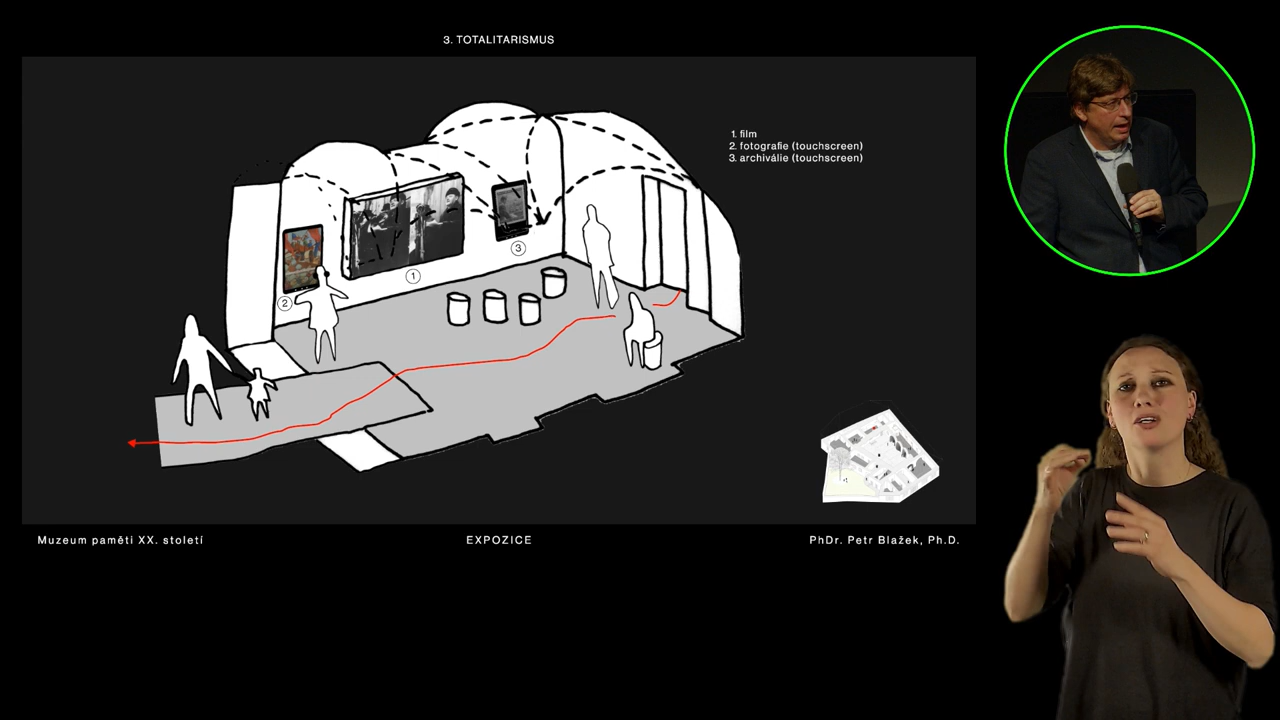 3. TOTALITARISMUS
1. film
2. fotografie (touchscreen)
3. archiválie (touchscreen)
3
1
2
Muzeum paměti XX. století
EXPOZICE
PhDr. Petr Blažek, Ph.D.